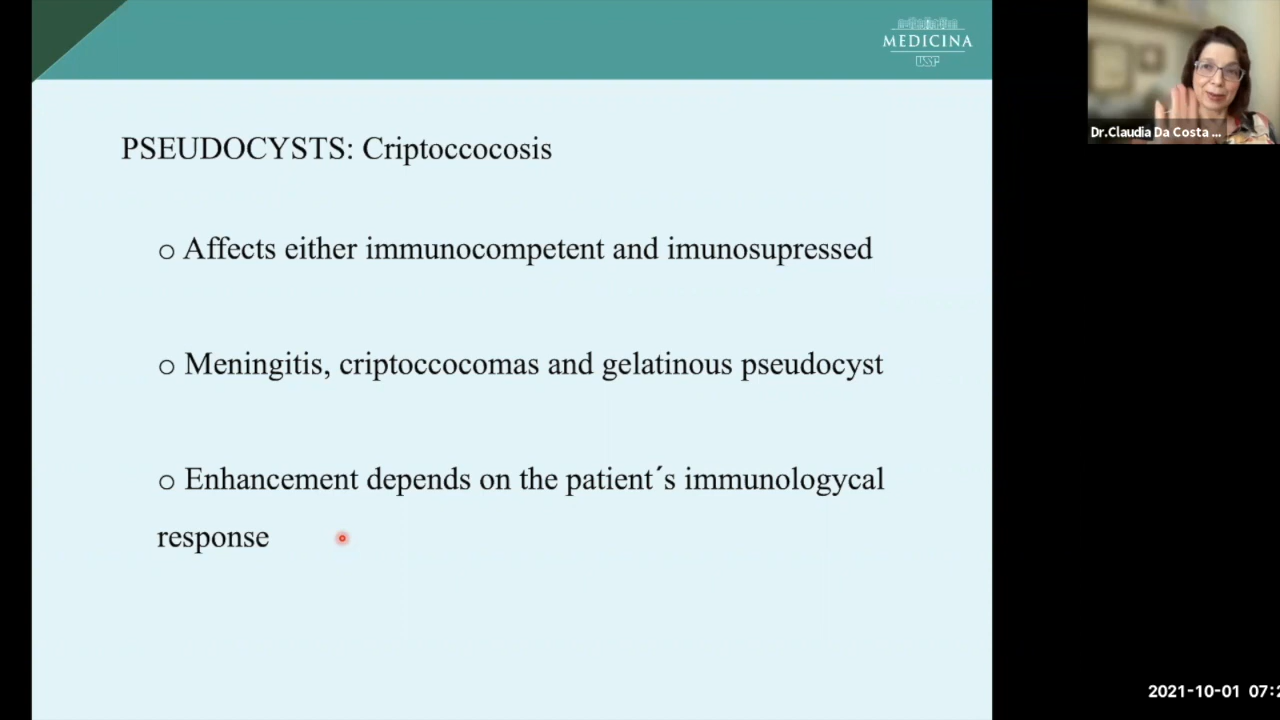 MEDICINA
USP
PSEUDOCYSTS: Criptoccocosis
o Affects either immunocompetent and imunosupressed
o Meningitis, criptoccocomas and gelatinous pseudocyst
o Enhancement depends on the patient´s immunologycal
response
Dr.Claudia Da Costa ...
2021-10-01 07:2